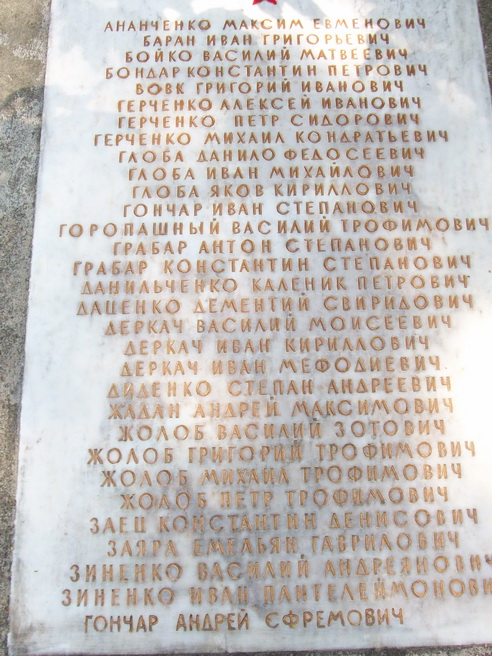 АНАНЧЕНКО МАКСИМ ЕВМЕНОВИЧ
БАРАН ИВАН ГРИГОРЬЕВИЧ
БОЙКО ВАСИЛИЙ МАТВЕЕВИЧ
БОНДАР КОНСТАНТИН ПЕТРОВИЧ
ВОВК ГРИГОРИЙ ИВАНОВИЧ
ГЕРЧЕНКО АЛЕКСЕЙ ИВАНОВИЧ
ГЕРЧЕНКО ПЕТР СИДОРОВИЧ
ГЕРЧЕНКО МИХАИЛ КОНДРАТЬЕВИЧ
ГЛОБА ДАНИЛО ФЕДОСЕЕВИЧ
ГЛОБА ИВАН МИХАЙЛОВИЧ
ГЛОБА ЯКОВ КИРИЛЛОВИЧ
ГОНЧАР ИВАН СТЕПАНОВИЧ
ГОРОПАШНЫЙ ВАСИЛИЙ ТРОФИМОВИЧ
ГРАБАР АНТОН СТЕПАНОВИЧ
ГРАБАР КОНСТАНТИН СТЕПАНОВИЧ
ДАНИЛЬЧЕНКО КАЛЕНИК ПЕТРОВИЧ
ДАЦЕНКО ДЕМЕНТИЙ СВИРИДОВИЧ
ДЕРКАЧ ВАСИЛИЙ МОИСЕЕВИЧ
ДЕРКАЧ ИВАН КИРИЛЛОВИЧ
ДЕРКАЧ ИВАН МЕФОДИЕВИЧ
ДИДЕНКО СТЕПАН АНДРЕЕВИЧ
ЖАДАН АНДРЕЙ МАКСИМОВИЧ
ЖОЛОБ ВАСИЛИЙ ЗОТОВИЧ
ЖОЛОБ ГРИГОРИЙ ТРОФИМОВИЧ
ЖОЛОБ МИХАИЛ ТРОФИМОВИЧ
ЖОЛОБ ПЕТР ТРОФИМОВИЧ
ЗАЕЦ КОНСТАНТИН ДЕНИСОВИЧ
ЗАЯРА ЕМЕЛЬЯН ГАВРИЛОВИЧ
ЗИНЕНКО ВАСИЛИЙ АНДРЕЯНОВИЧ
ЗИНЕНКО ИВАН ПАНТЕЛЕЙМОНОВИ
ГОНЧАР АНДРЕЙ ЄФРЕМОВИЧ